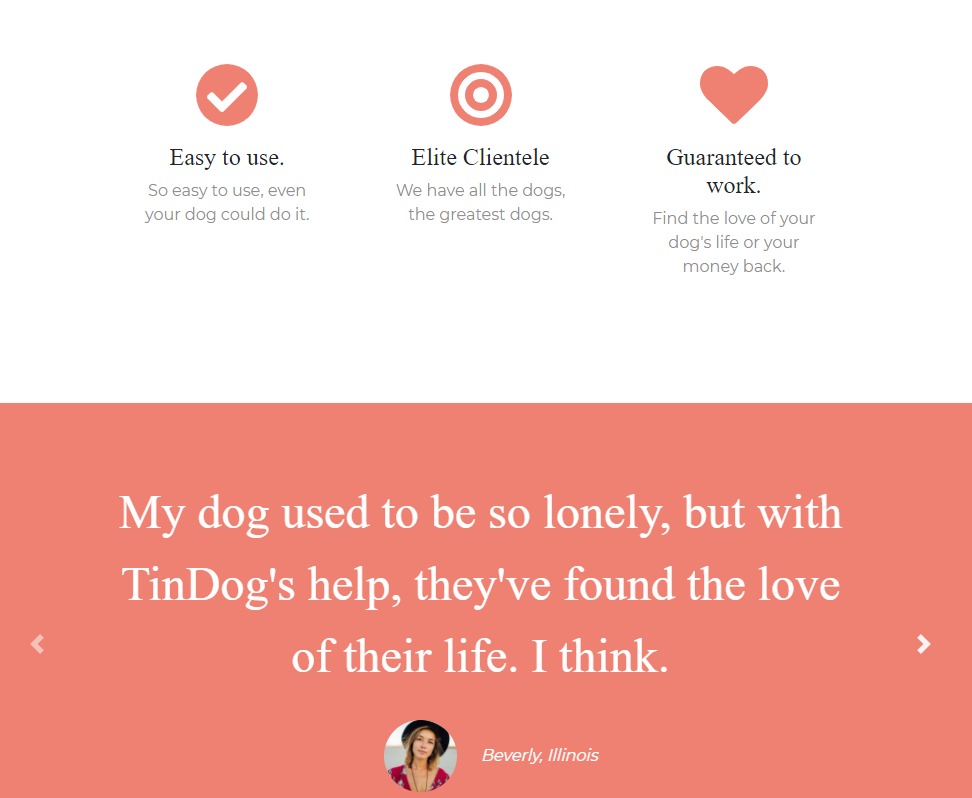 Easy to use.
So easy to use, even
your dog could do it.
Elite Clientele
We have all the dogs,
the greatest dogs.
Guaranteed to
work.
Find the love of your
dog's life or your
money back.
My dog used to be so lonely, but with
TinDog's help, they've found the love
of their life. I think.
Beverly, Illinois